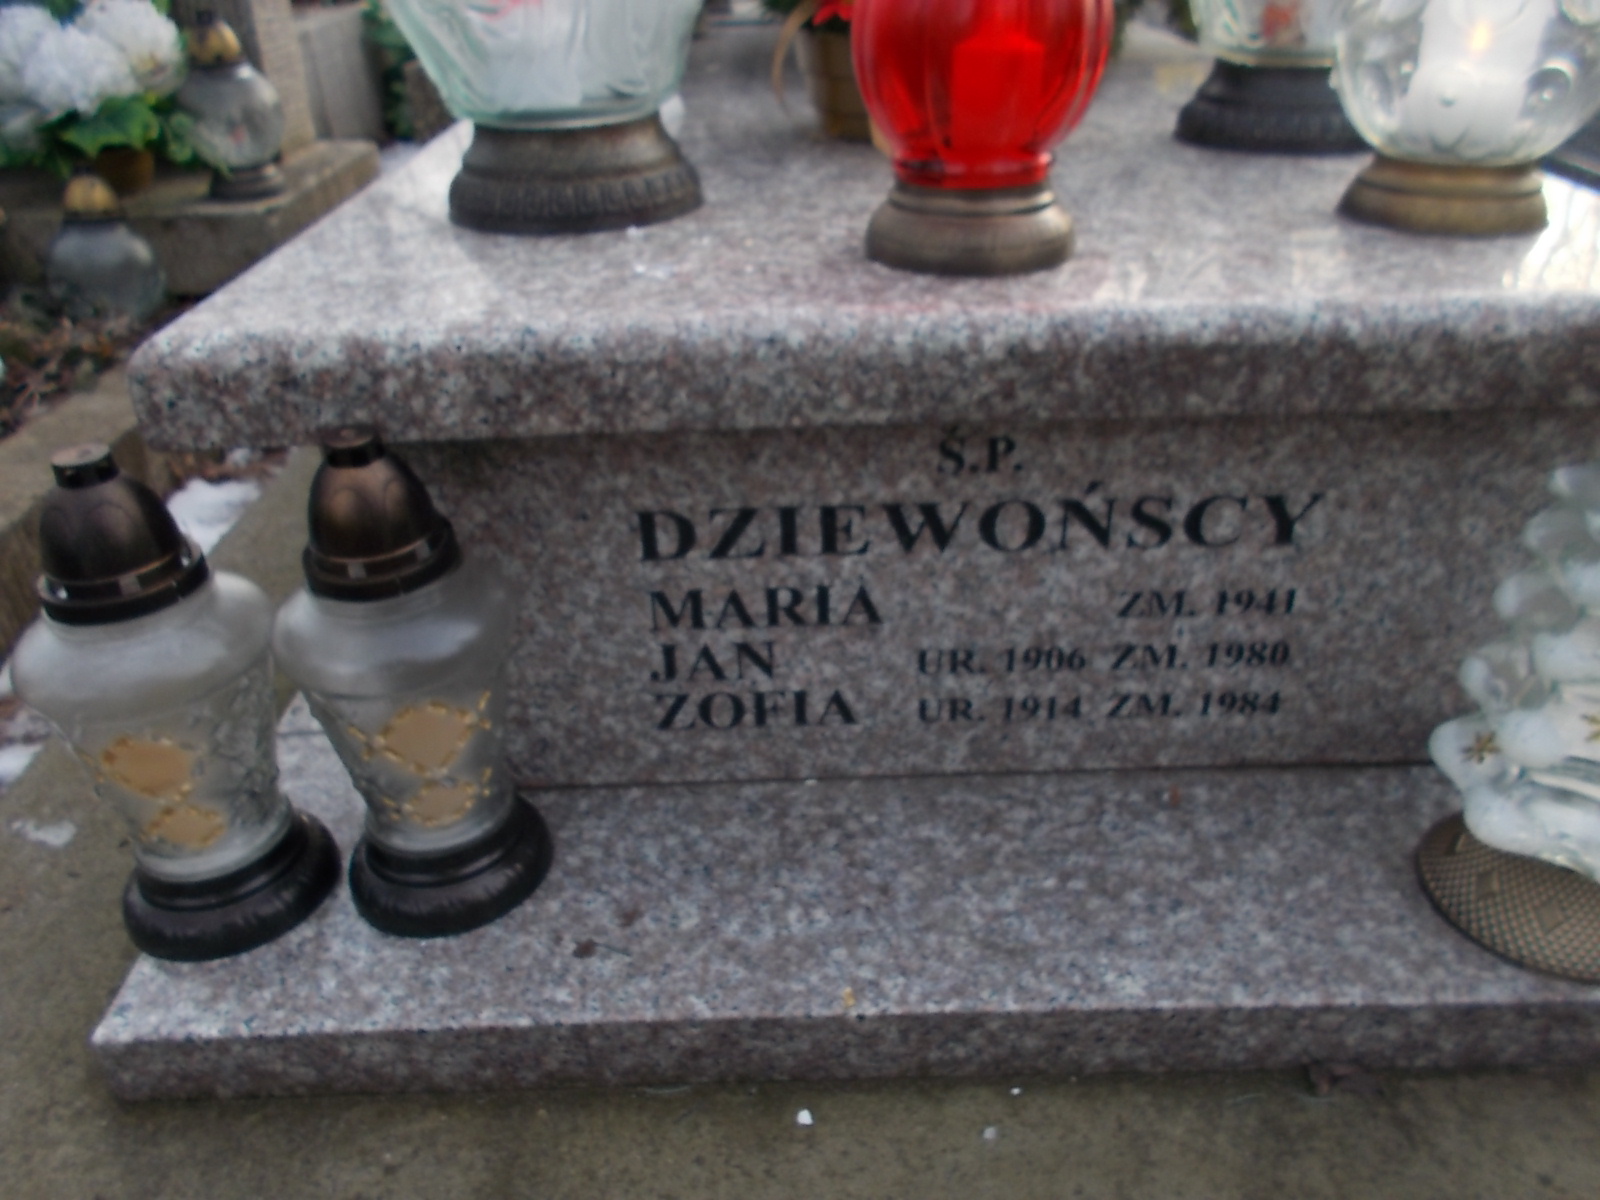 Ś.P.
DZIEWOŃSCY
MARIA ZM. 1941
JAN UR. 1906 ZM. 1980
ZOFIA UR. 1914 ZM. 1984